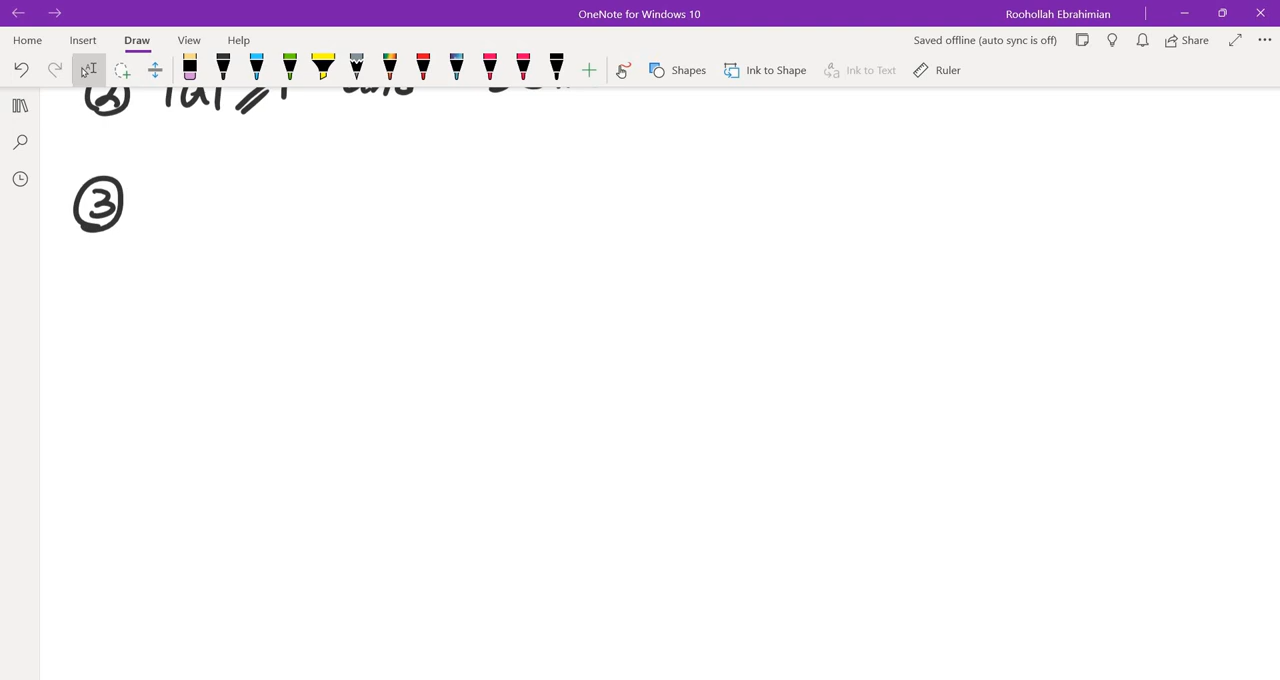 OneNote for Windows 10
Roohollah Ebrahimian
Home Insert Draw View Help
Saved offline (auto sync is off) Share
Shapes Ink to Shape Ink to Text Ruler
② |a|
③